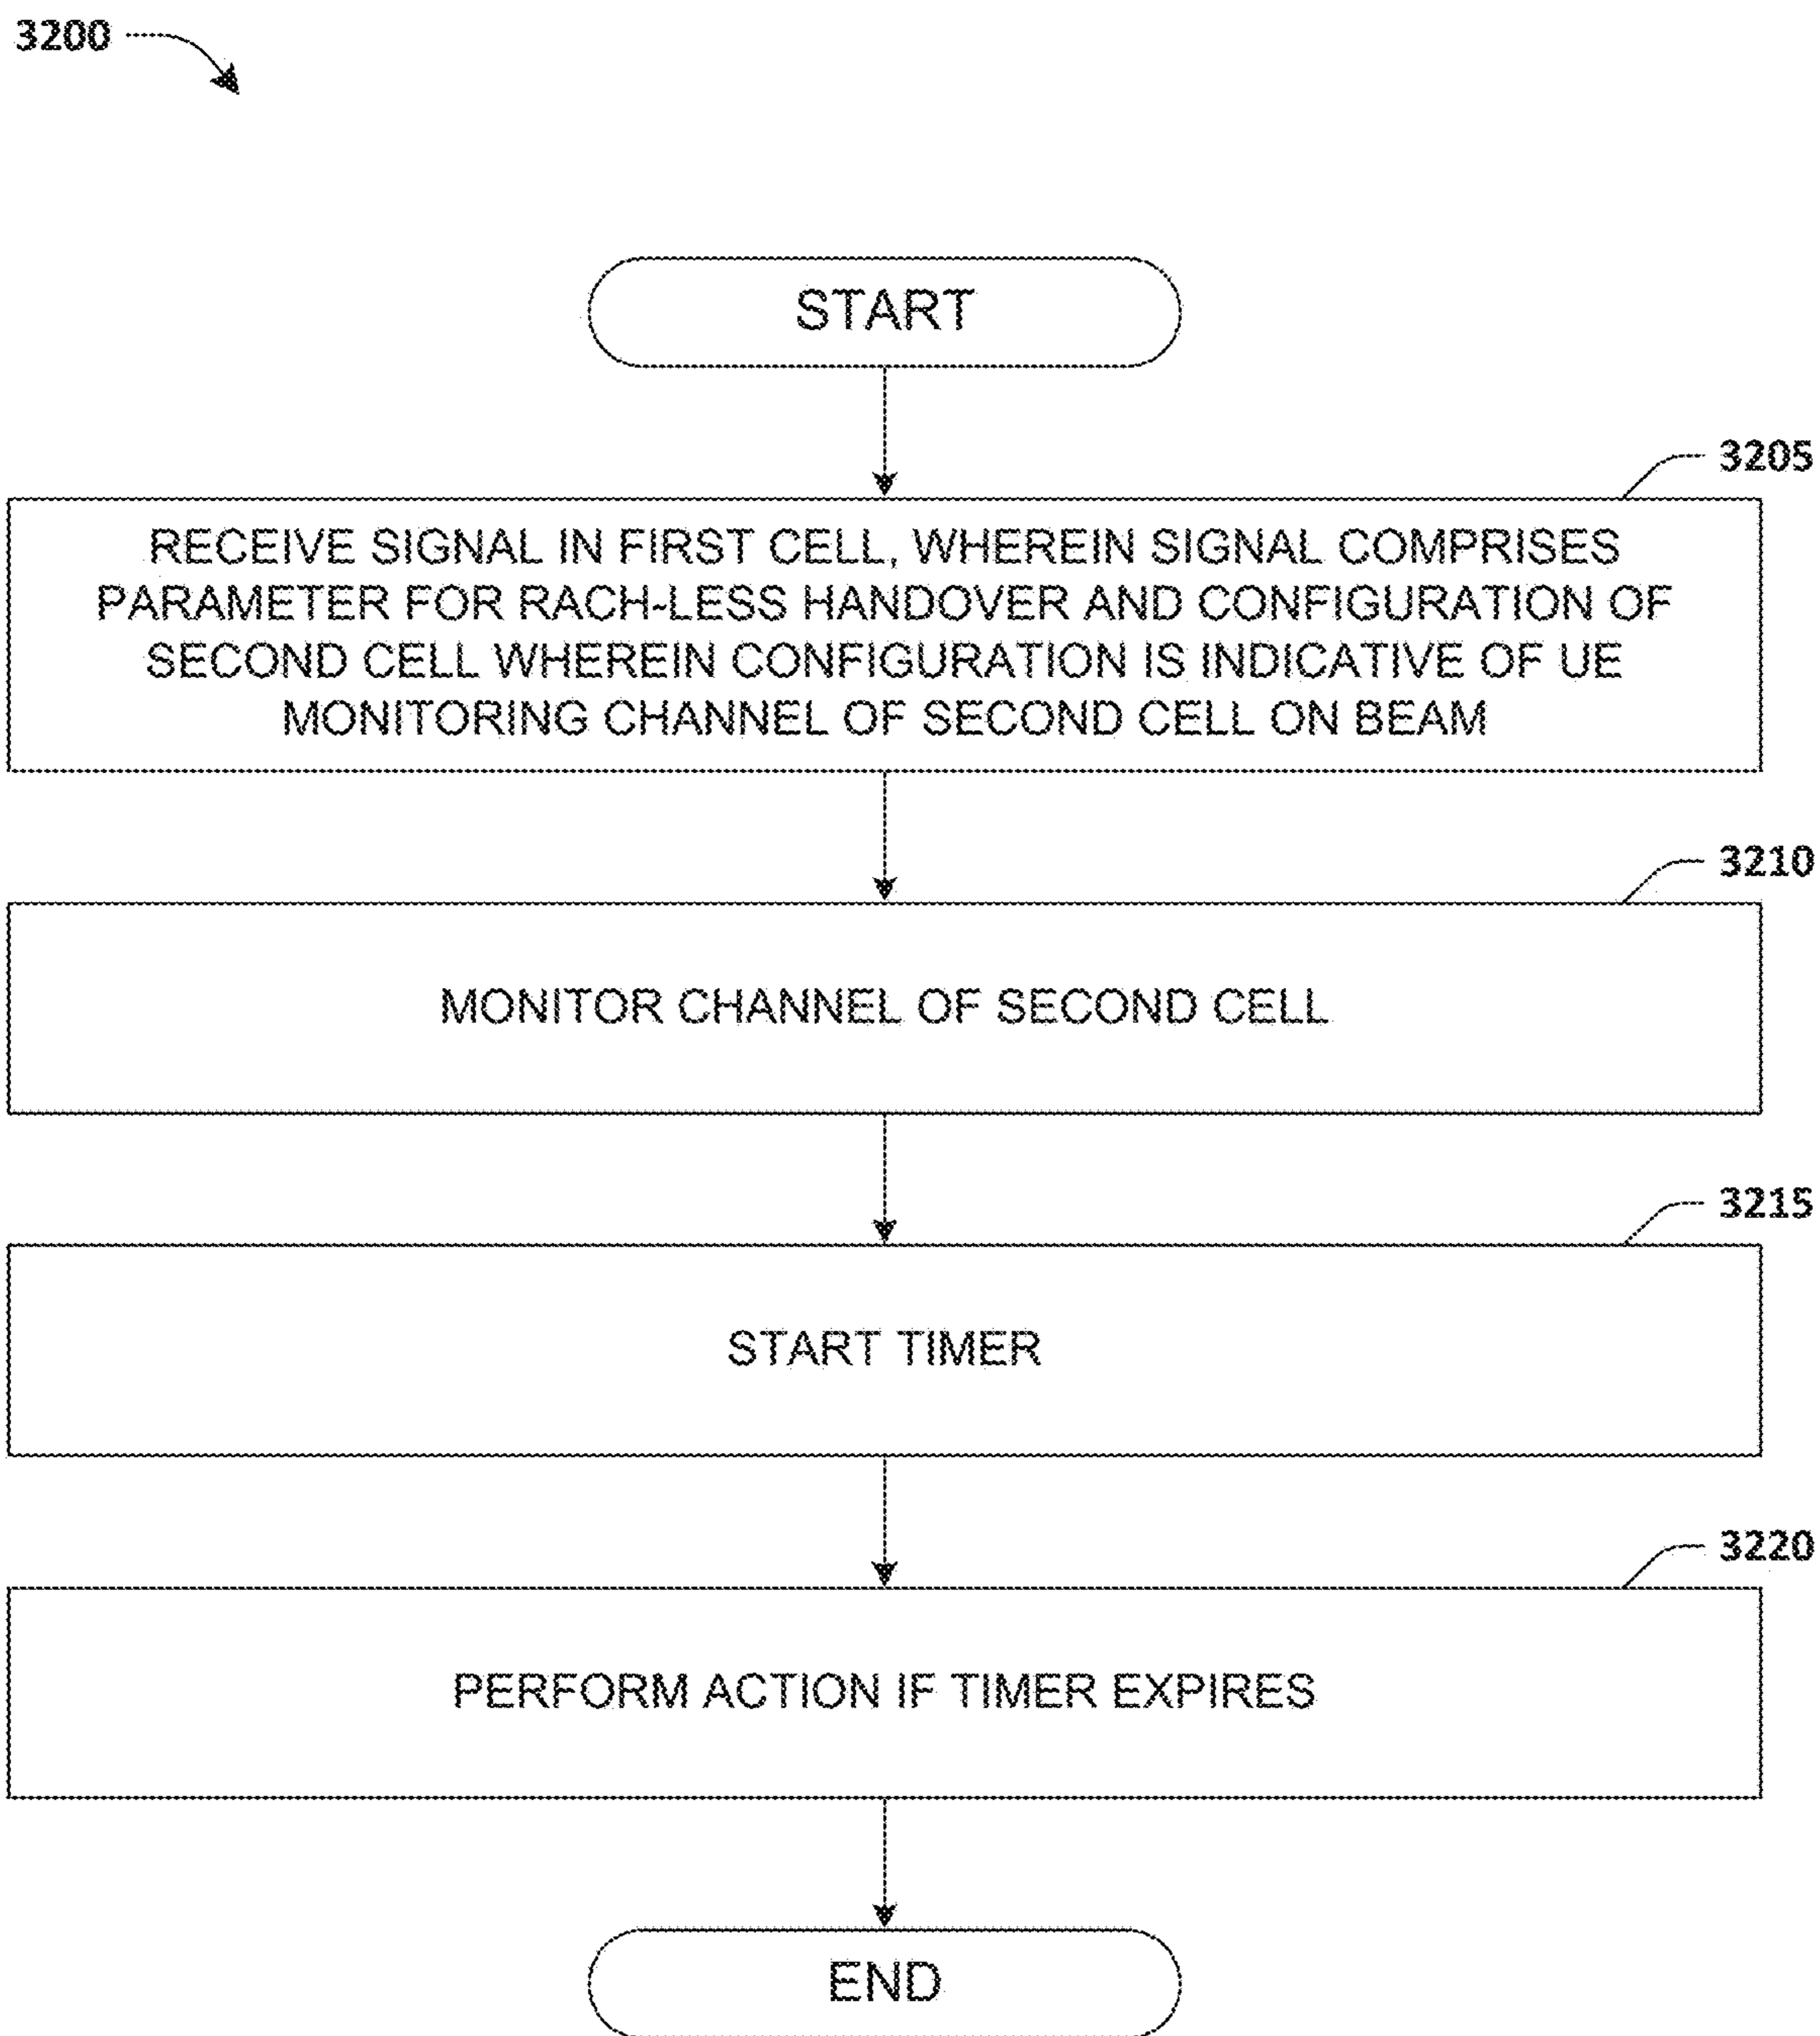 3200
START
3205
RECEIVE SIGNAL IN FIRST CELL, WHEREIN SIGNAL COMPRISES
PARAMETER FOR RACH-LESS HANDOVER AND CONFIGURATION OF
SECOND CELL WHEREIN CONFIGURATION IS INDICATIVE OF UE
MONITORING CHANNEL OF SECOND CELL ON BEAM
3210
MONITOR CHANNEL OF SECOND CELL
3215
START TIMER
3220
PERFORM ACTION IF TIMER EXPIRES
END